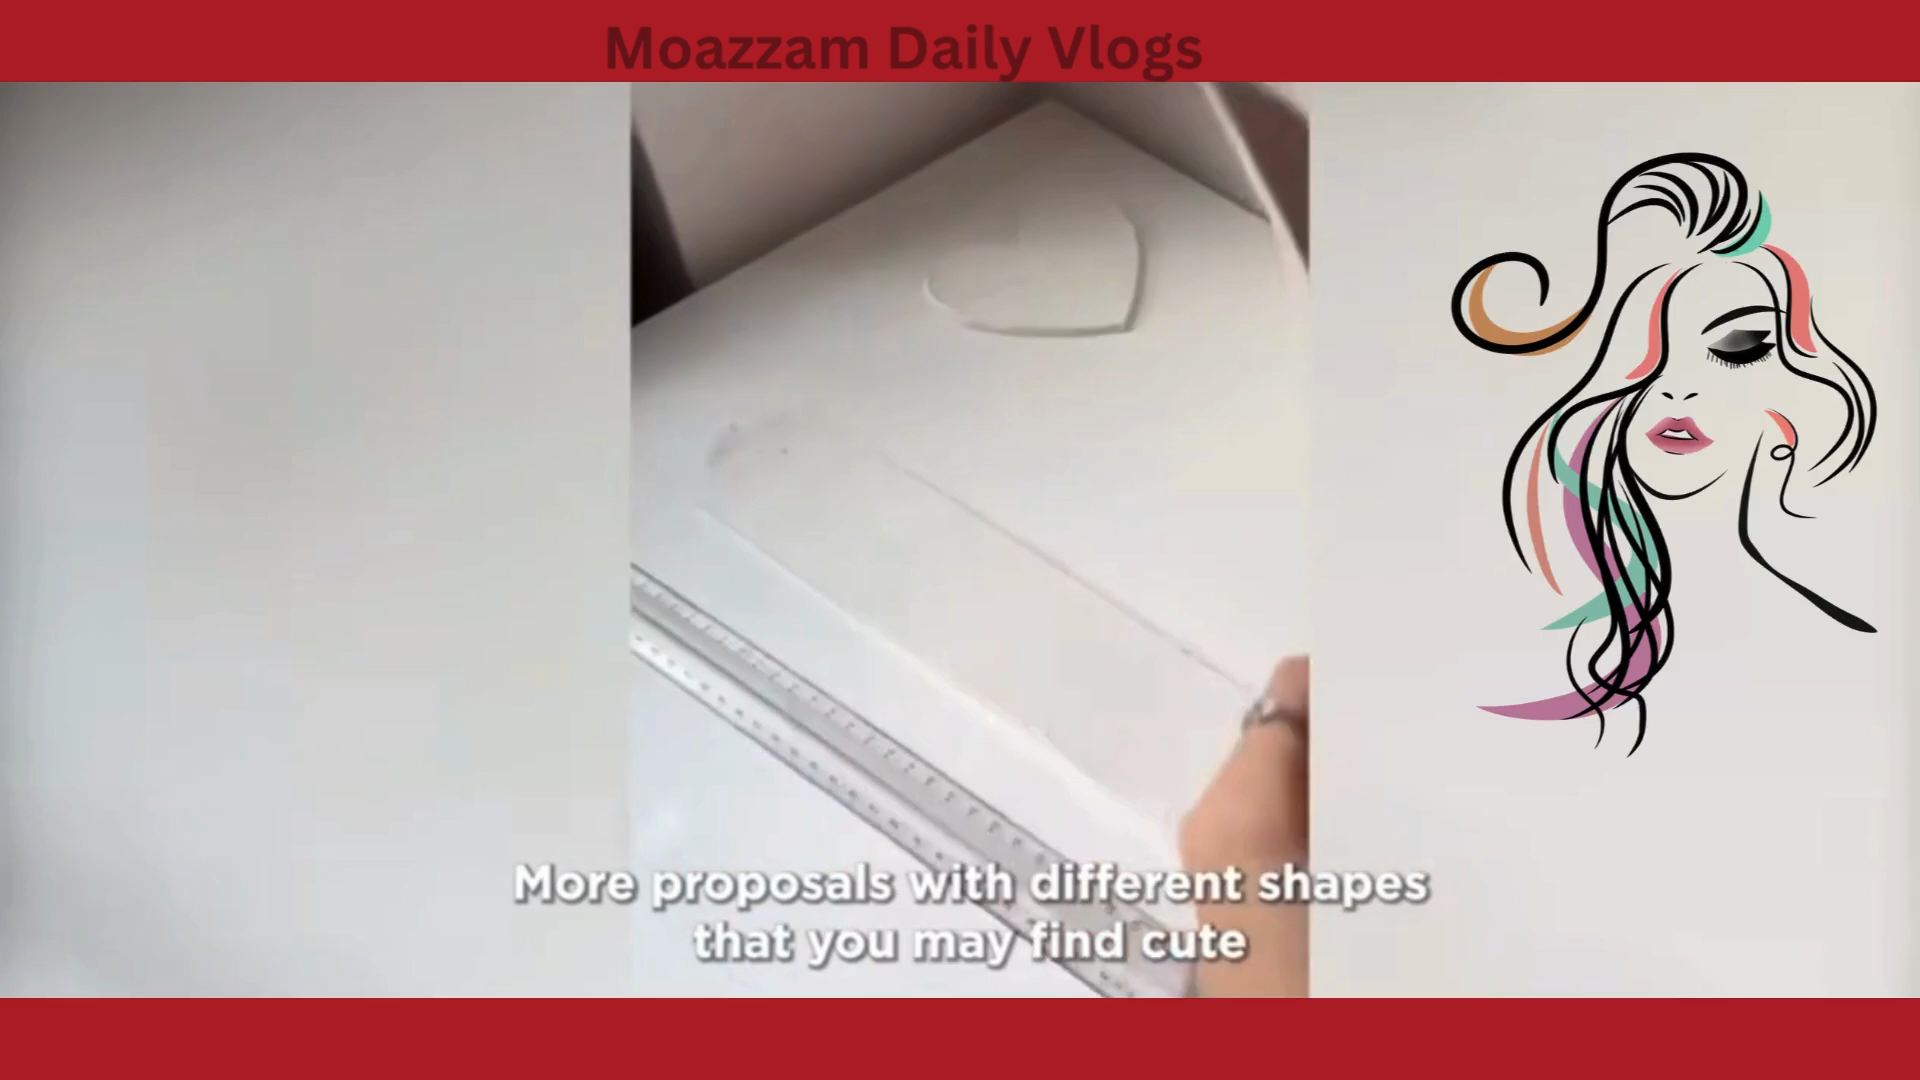 Moazzam Daily Vlogs
More proposals with different shapes
that you may find cute